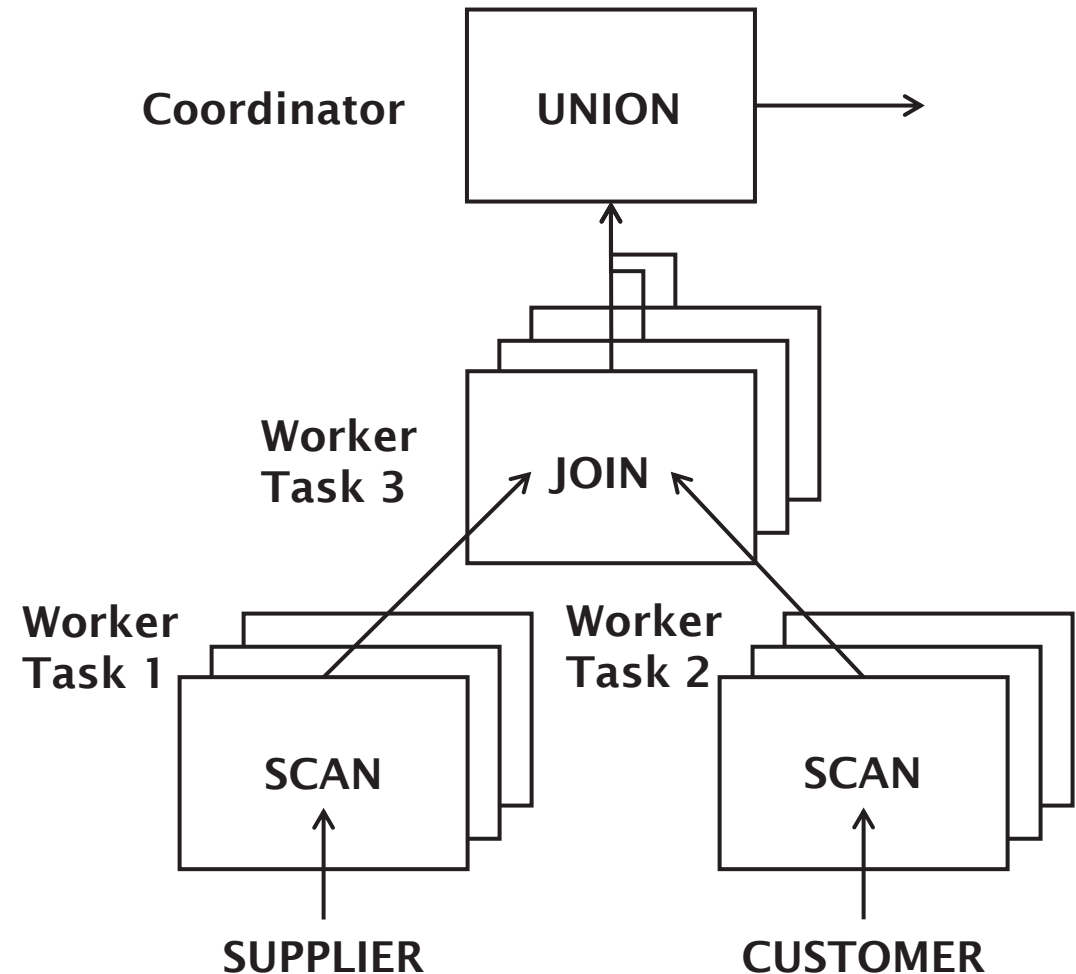 Coordinator
UNION
Worker
Task 3
JOIN
Worker
Task 1
Worker
Task 2
SCAN
SCAN
SUPPLIER
CUSTOMER